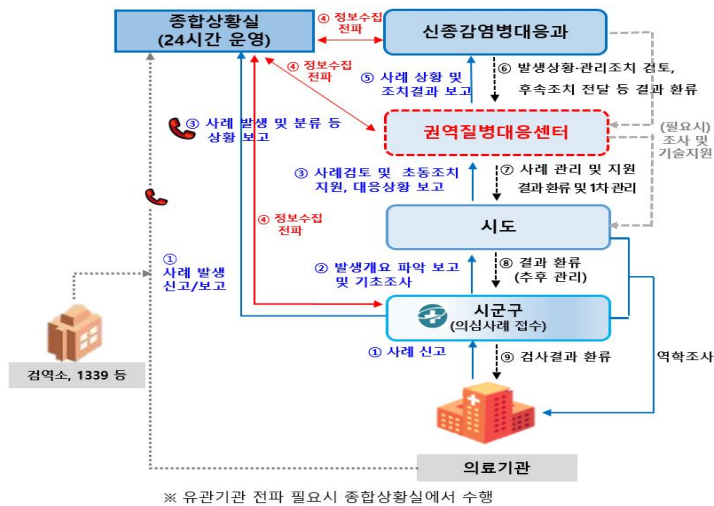 종합상황실
(24시간 운영)
④ 정보수집
전파
신종감염병대응과
④ 정보수집
전파
⑤ 사례 상황 및
조치결과 보고
⑥ 발생상황·관리조치 검토,
후속조치 전달 등 결과 환류
③ 사례 발생 및 분류 등
상황 보고
권역질병대응센터
(필요시)
조사 및
기술지원
③ 사례검토 및 초동조치
지원, 대응상황 보고
⑦ 사례 관리 및 지원
결과 환류 및 1차 관리
④ 정보수집
전파
시도
①
사례 발생
신고/보고
② 발생개요 파악 보고
및 기초조사
⑧ 결과 환류
(추후 관리)
시군구
(의심사례 접수)
① 사례 신고
⑨ 검사결과 환류
역학조사
검역소, 1339 등
의료기관
※ 유관기관 전파 필요시 종합상황실에서 수행